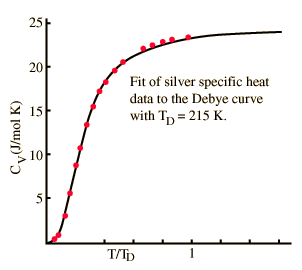 25
20
15
10
5
C_V (J/mol K)
Fit of silver specific heat
data to the Debye curve
with T_D = 215 K.
T/T_D
1